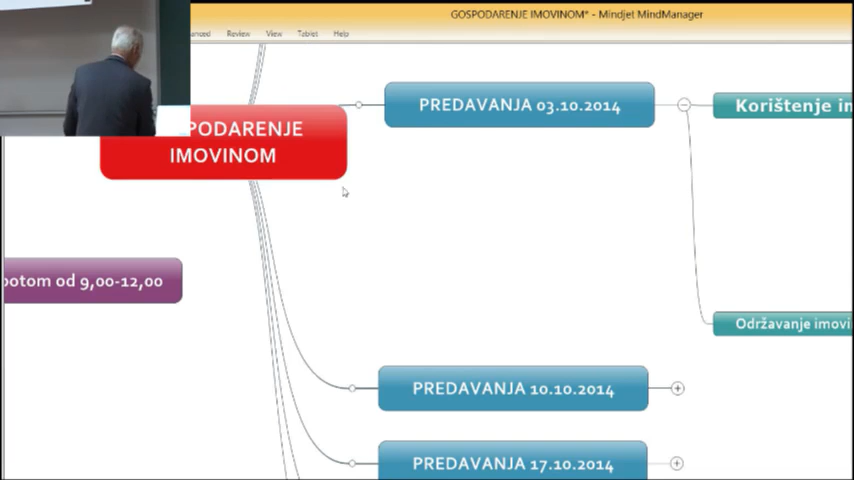 GOSPODARENJE IMOVINOM* - Mindjet MindManager
Review View Tablet Help
PODARENJE
IMOVINOM
PREDAVANJA 03.10.2014
Korištenje
botom od 9,00-12,00
Održavanje imovi
PREDAVANJA 10.10.2014
PREDAVANJA 17.10.2014